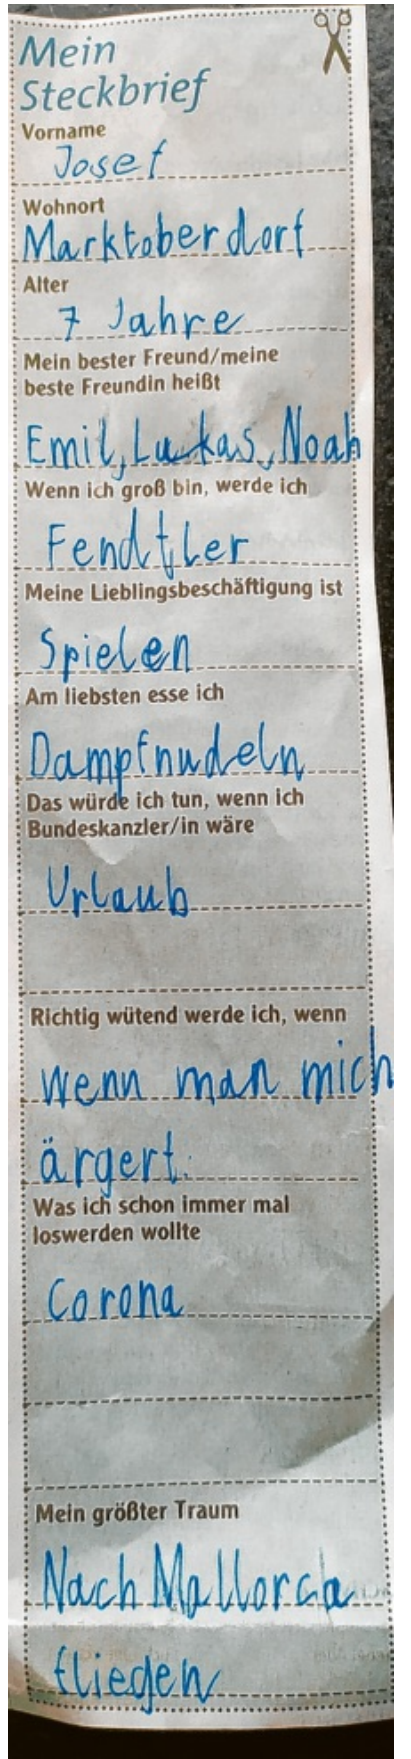 Mein
Steckbrief
Vorname
Josef
Wohnort
Marktoberdorf
Alter
7 Jahre
Mein bester Freund/meine
beste Freundin heißt
Emil, Lukas, Noah
Wenn ich groß bin, werde ich
Fendtler
Meine Lieblingsbeschäftigung ist
Spielen
Am liebsten esse ich
Dampfnudeln
Das würde ich tun, wenn ich
Bundeskanzler/in wäre
Urlaub
Richtig wütend werde ich, wenn
wenn man mich
ärgert.
Was ich schon immer mal
loswerden wollte
Corona
Mein größter Traum
Nach Mallorca
fliegen